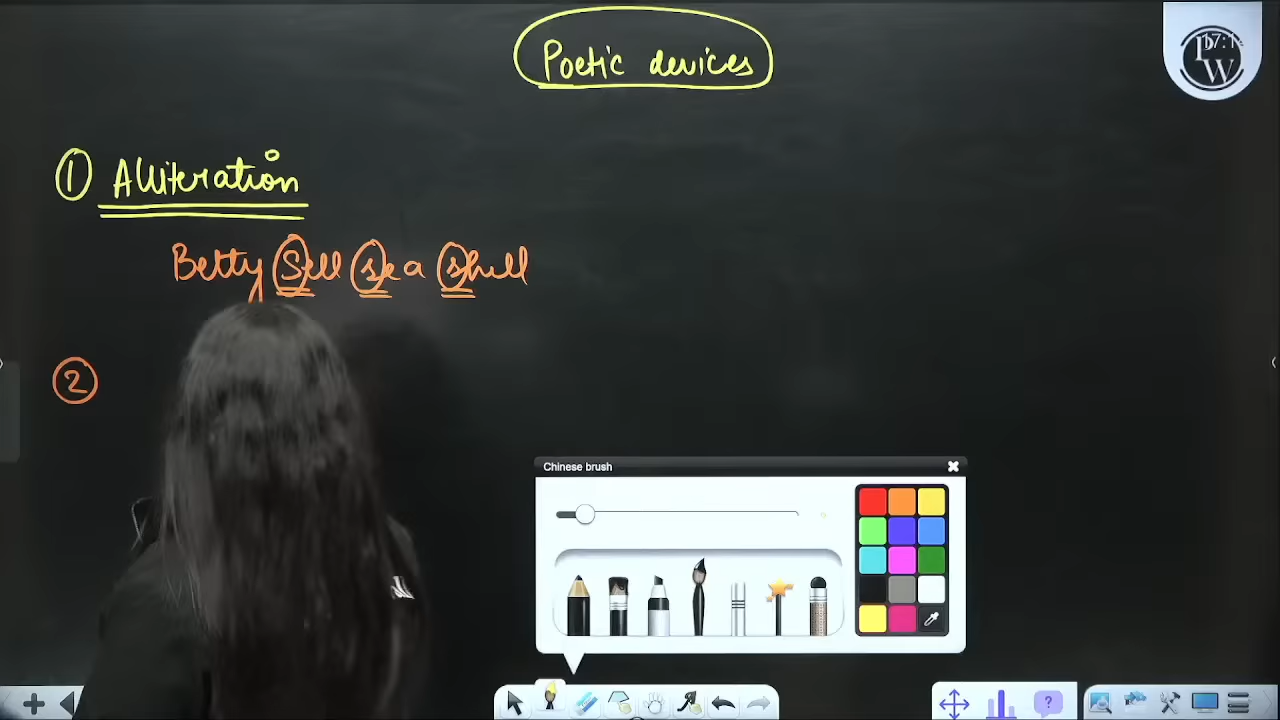 Poetic devices
① Alliteration
Betty Sell sea shell
②
Chinese brush